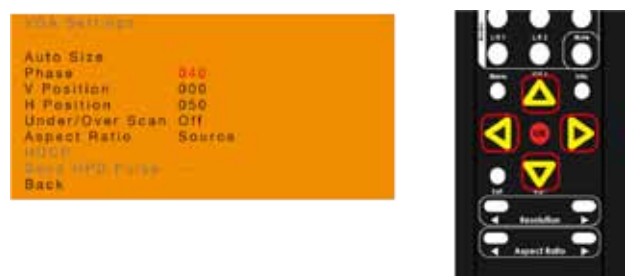 VGA Settings
Auto Size
Phase 040
V Position 000
H Position 050
Under/Over Scan Off
Aspect Ratio Source
HDCP
Send HPD Pulse --
Back
Mute
Menu
Info
OK
Exit
Resolution
Aspect Ratio